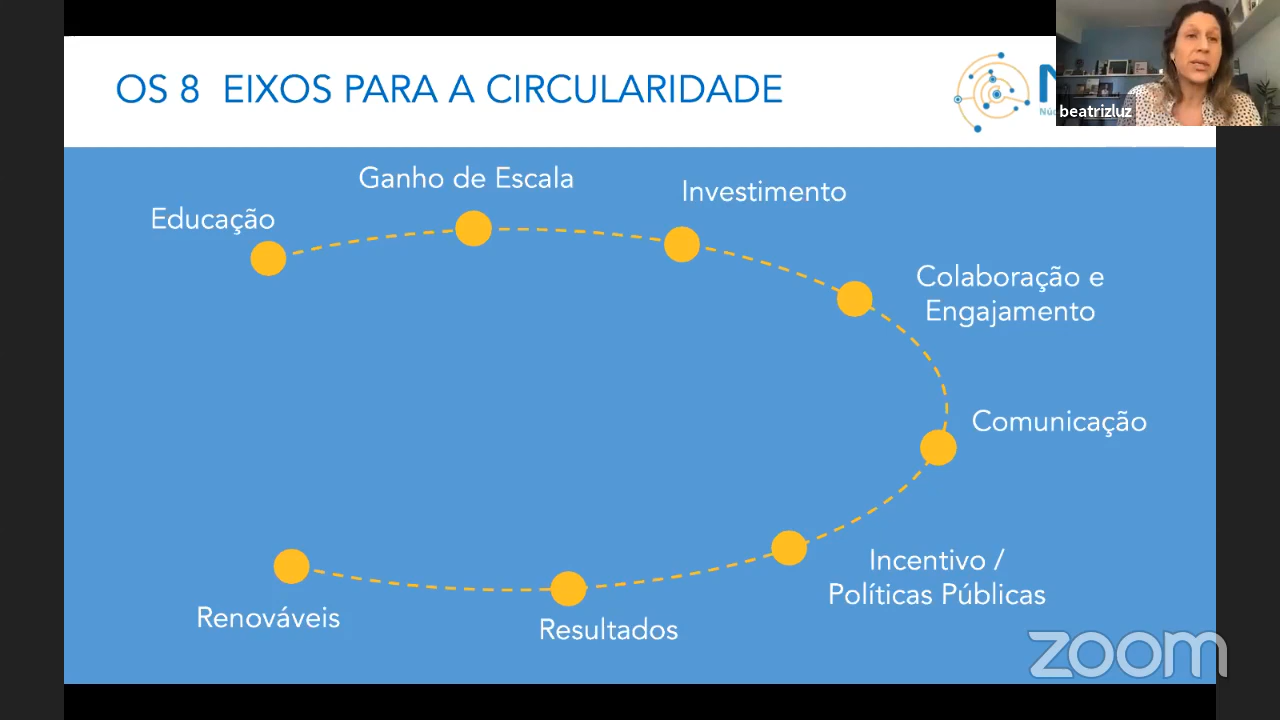 OS 8 EIXOS PARA A CIRCULARIDADE
beatrizluz
Ganho de Escala
Investimento
Educação
Colaboração e
Engajamento
Comunicação
Incentivo /
Políticas Públicas
Renováveis
Resultados
zoom